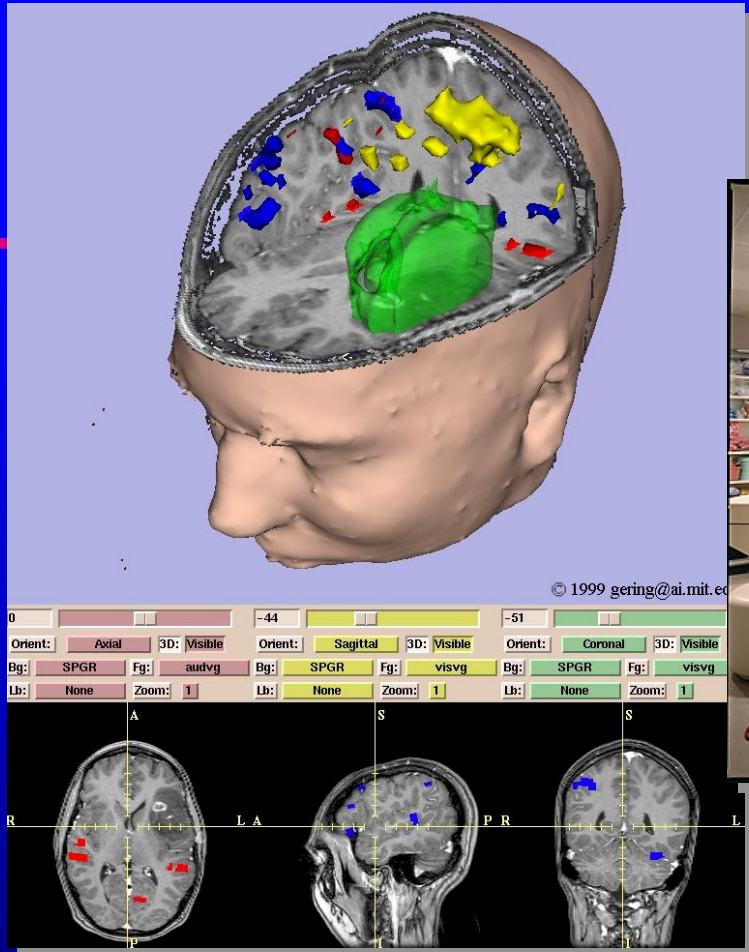 © 1999 gering@ai.mit.ed
0 -44 -51
Orient: Axial 3D: Visible Orient: Sagittal 3D: Visible Orient: Coronal 3D: Visible
Bg: SPGR Fg: audvg Bg: SPGR Fg: visvg Bg: SPGR Fg: visvg
Lb: None Zoom: 1 Lb: None Zoom: 1 Lb: None Zoom: 1
A S S
R L A P R L
P I I